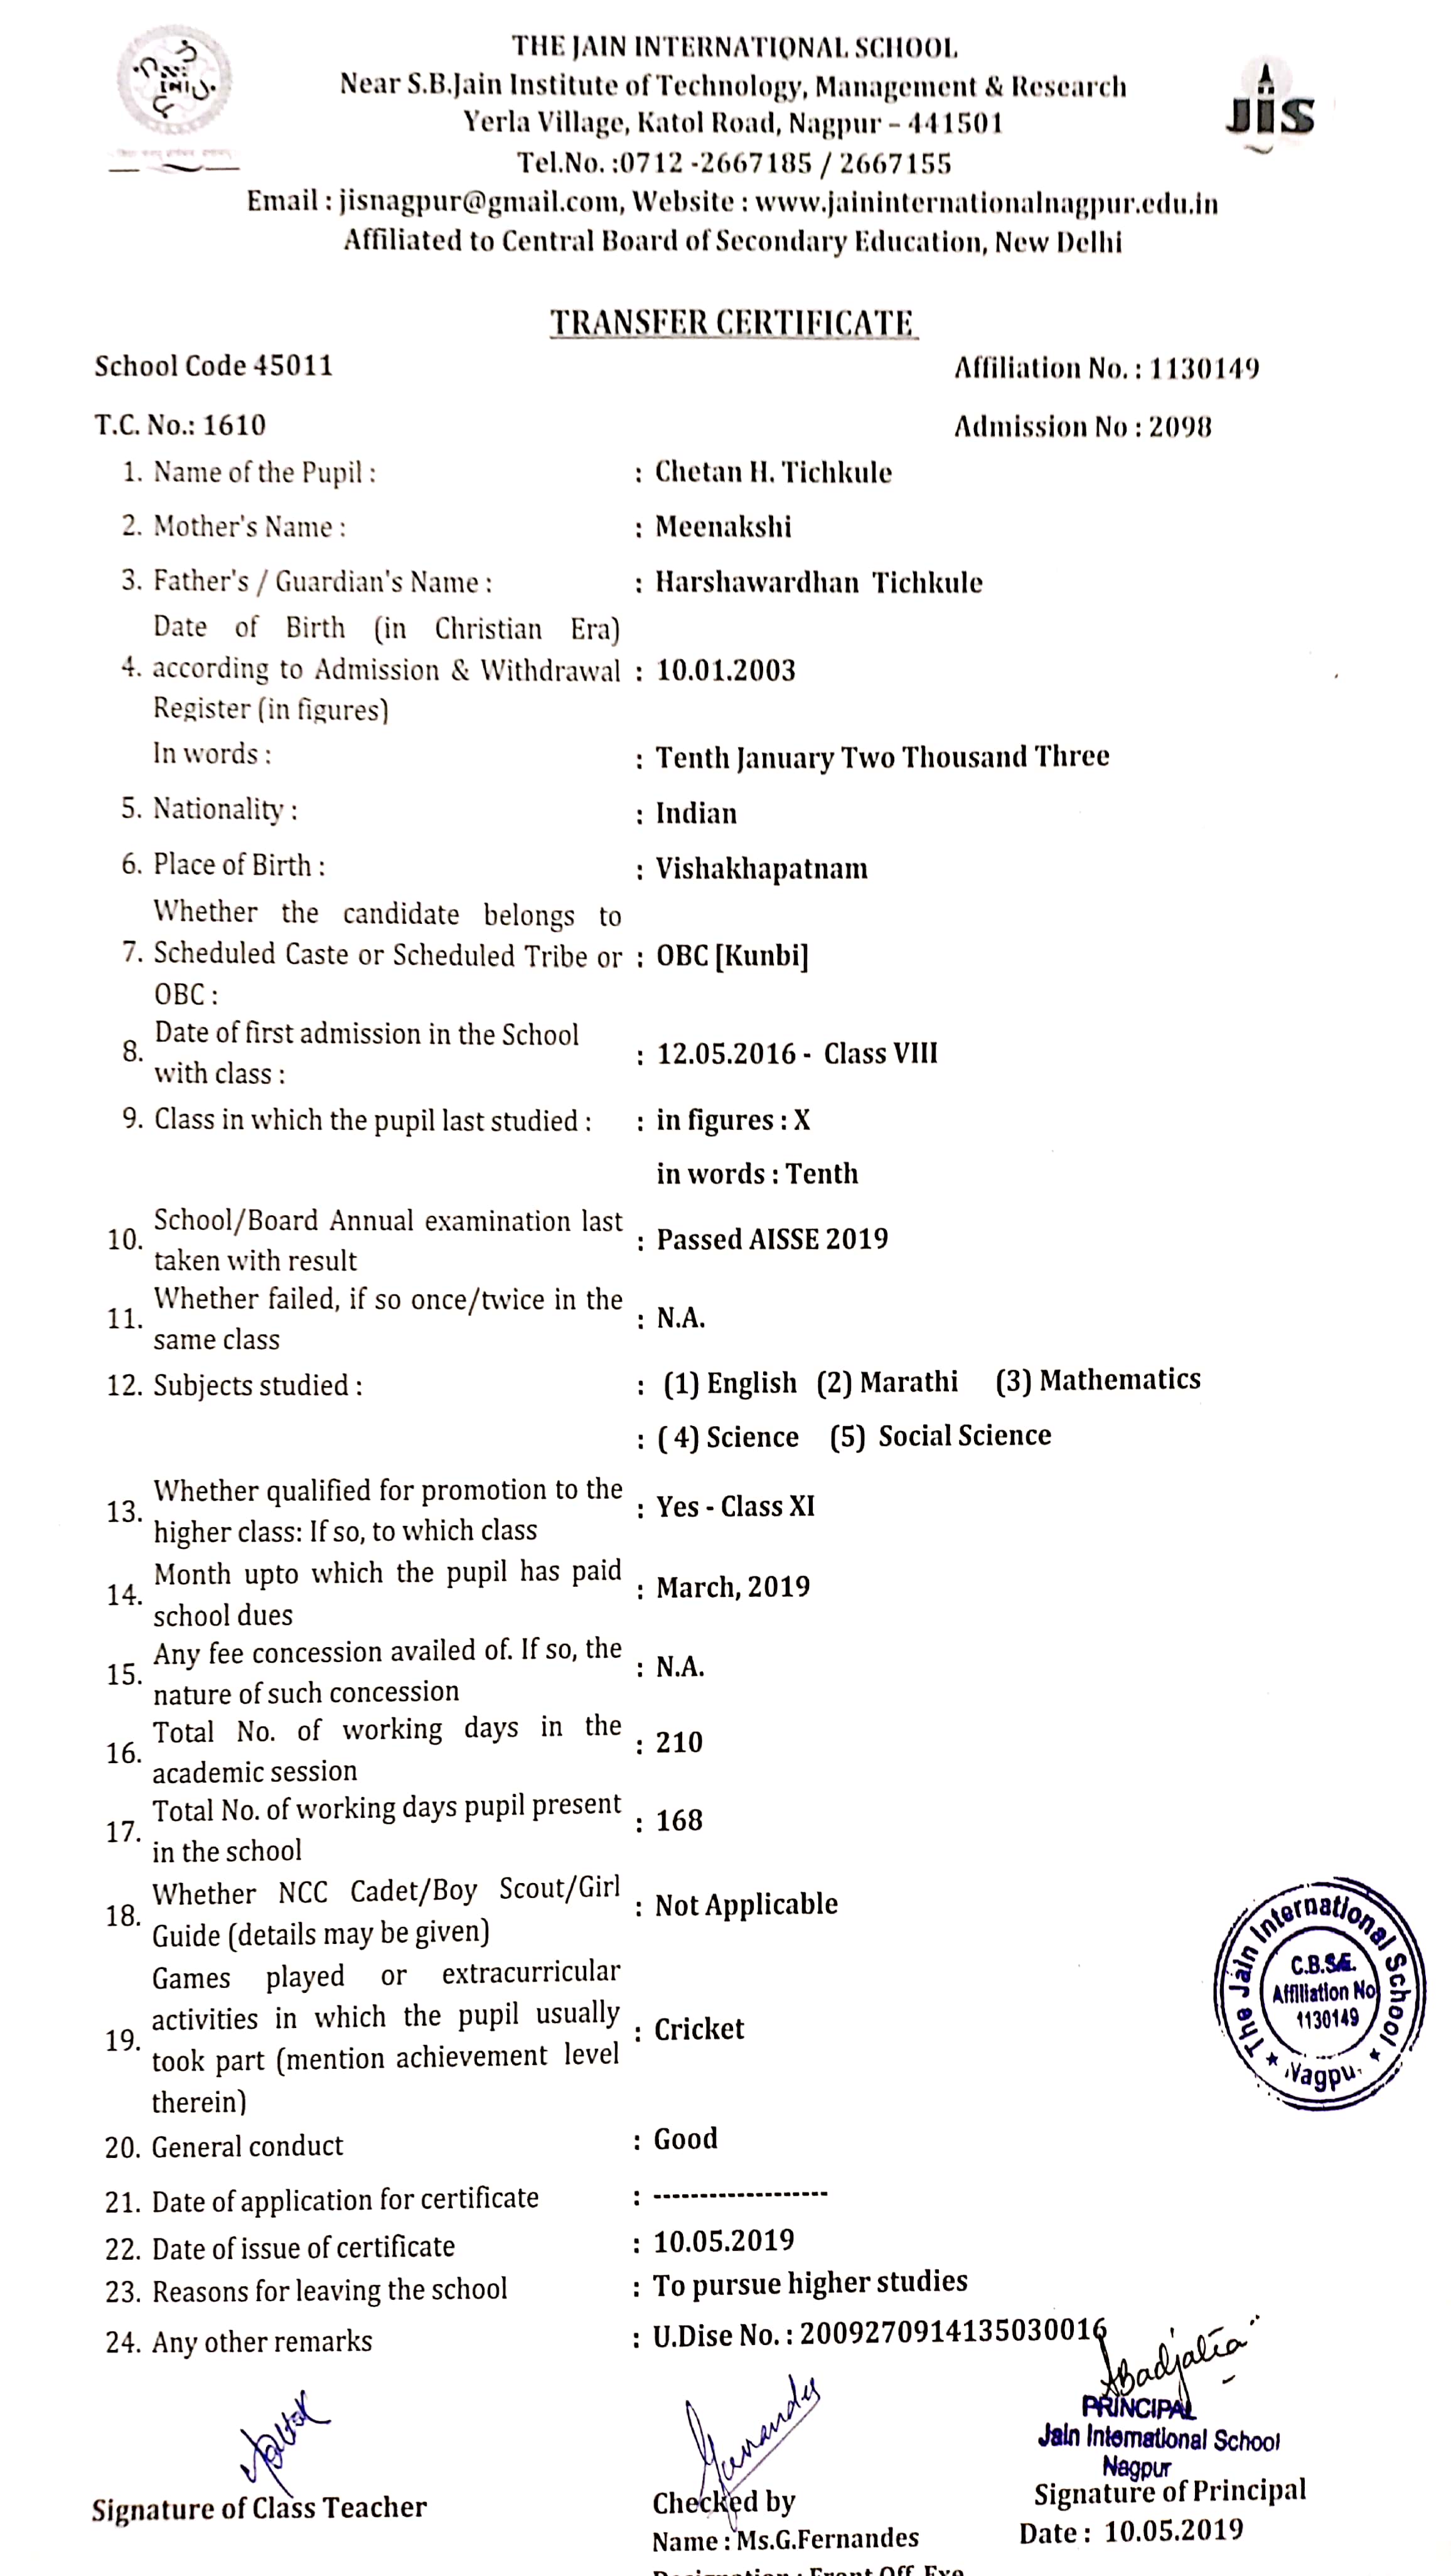 THE JAIN INTERNATIONAL SCHOOL
Near S.B.Jain Institute of Technology, Management & Research
Yerla Village, Katol Road, Nagpur – 441501
Tel.No. :0712 -2667185 / 2667155
Email : jisnagpur@gmail.com, Website : www.jaininternationalnagpur.edu.in
Affiliated to Central Board of Secondary Education, New Delhi
JIS
TRANSFER CERTIFICATE
School Code 45011 Affiliation No. : 1130149
T.C. No.: 1610 Admission No : 2098
1. Name of the Pupil : : Chetan H. Tichkule
2. Mother's Name : : Meenakshi
3. Father's / Guardian's Name : : Harshawardhan Tichkule
Date of Birth (in Christian Era)
4. according to Admission & Withdrawal : 10.01.2003
Register (in figures)
In words : : Tenth January Two Thousand Three
5. Nationality : : Indian
6. Place of Birth : : Vishakhapatnam
Whether the candidate belongs to
7. Scheduled Caste or Scheduled Tribe or : OBC [Kunbi]
OBC :
8. Date of first admission in the School
with class : : 12.05.2016 - Class VIII
9. Class in which the pupil last studied : : in figures : X
in words : Tenth
10. School/Board Annual examination last
taken with result : Passed AISSE 2019
11. Whether failed, if so once/twice in the
same class : N.A.
12. Subjects studied : : (1) English (2) Marathi (3) Mathematics
: ( 4) Science (5) Social Science
13. Whether qualified for promotion to the
higher class: If so, to which class : Yes - Class XI
14. Month upto which the pupil has paid
school dues : March, 2019
15. Any fee concession availed of. If so, the
nature of such concession : N.A.
16. Total No. of working days in the
academic session : 210
17. Total No. of working days pupil present
in the school : 168
18. Whether NCC Cadet/Boy Scout/Girl
Guide (details may be given) : Not Applicable
Games played or extracurricular
activities in which the pupil usually
19. took part (mention achievement level : Cricket
therein)
The Jain International School
C.B.S.E.
Affiliation No
1130149
20. General conduct : Good
21. Date of application for certificate : -------------------
22. Date of issue of certificate : 10.05.2019
23. Reasons for leaving the school : To pursue higher studies
24. Any other remarks : U.Dise No. : 2009270914135030016
PRINCIPAL
Jain International School
Nagpur
Signature of Class Teacher Checked by Signature of Principal
Name : Ms.G.Fernandes Date : 10.05.2019